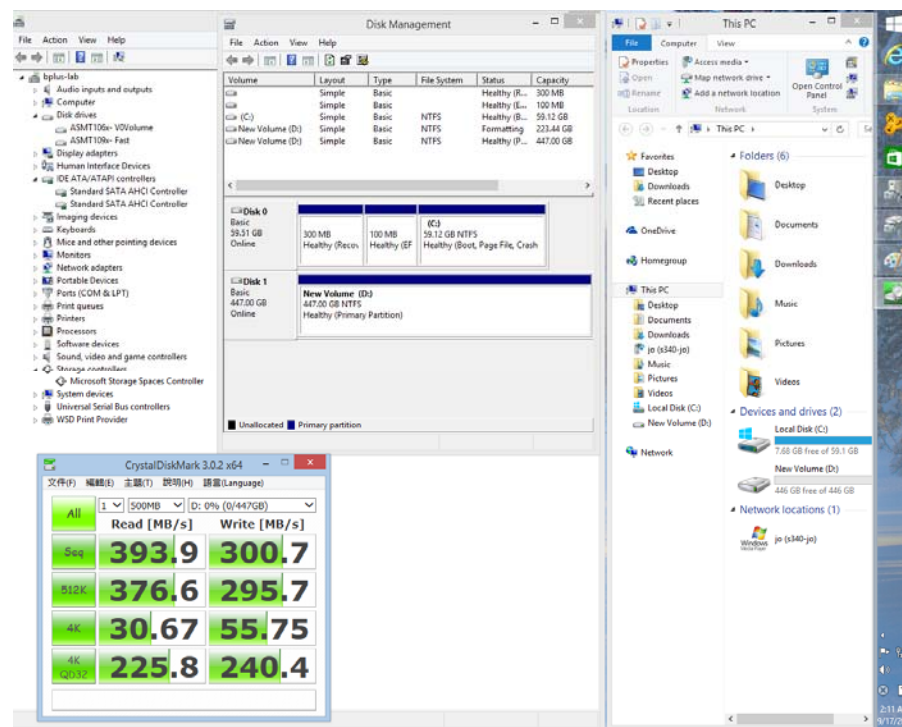 File Action View Help
bplus-lab
Audio inputs and outputs
Computer
Disk drives
ASMT106x- V0Volume
ASMT109x- Fast
Display adapters
Human Interface Devices
IDE ATA/ATAPI controllers
Standard SATA AHCI Controller
Standard SATA AHCI Controller
Imaging devices
Keyboards
Mice and other pointing devices
Monitors
Network adapters
Portable Devices
Ports (COM & LPT)
Print queues
Printers
Processors
Software devices
Sound, video and game controllers
Storage controllers
Microsoft Storage Spaces Controller
System devices
Universal Serial Bus controllers
WSD Print Provider
Disk Management
File Action View Help
Volume Layout Type File System Status Capacity
Simple Basic Healthy (R... 300 MB
Simple Basic Healthy (E... 100 MB
(C:) Simple Basic NTFS Healthy (B... 59.12 GB
New Volume (D:) Simple Basic NTFS Formatting 223.44 GB
New Volume (D:) Simple Basic NTFS Healthy (P... 447.00 GB
Disk 0
Basic
59.51 GB
Online
300 MB
Healthy (Recov
100 MB
Healthy (EF
(C:)
59.12 GB NTFS
Healthy (Boot, Page File, Crash
Disk 1
Basic
447.00 GB
Online
New Volume (D:)
447.00 GB NTFS
Healthy (Primary Partition)
Unallocated Primary partition
CrystalDiskMark 3.0.2 x64
文件(F) 編輯(E) 主題(T) 說明(H) 語言(Language)
All 1 500MB D: 0% (0/447GB)
Read [MB/s] Write [MB/s]
Seq 393.9 300.7
512K 376.6 295.7
4K 30.67 55.75
4K QD32 225.8 240.4
This PC
File Computer View
Properties
Open
Rename
Location
Access media
Map network drive
Add a network location
Network
Open Control Panel
System
This PC
Favorites
Desktop
Downloads
Recent places
OneDrive
Homegroup
This PC
Desktop
Documents
Downloads
jo (s340-jo)
Music
Pictures
Videos
Local Disk (C:)
New Volume (D:)
Network
Folders (6)
Desktop
Documents
Downloads
Music
Pictures
Videos
Devices and drives (2)
Local Disk (C:)
7.68 GB free of 59.1 GB
New Volume (D:)
446 GB free of 446 GB
Network locations (1)
jo (s340-jo)
Windows
Media Player
2:11 A